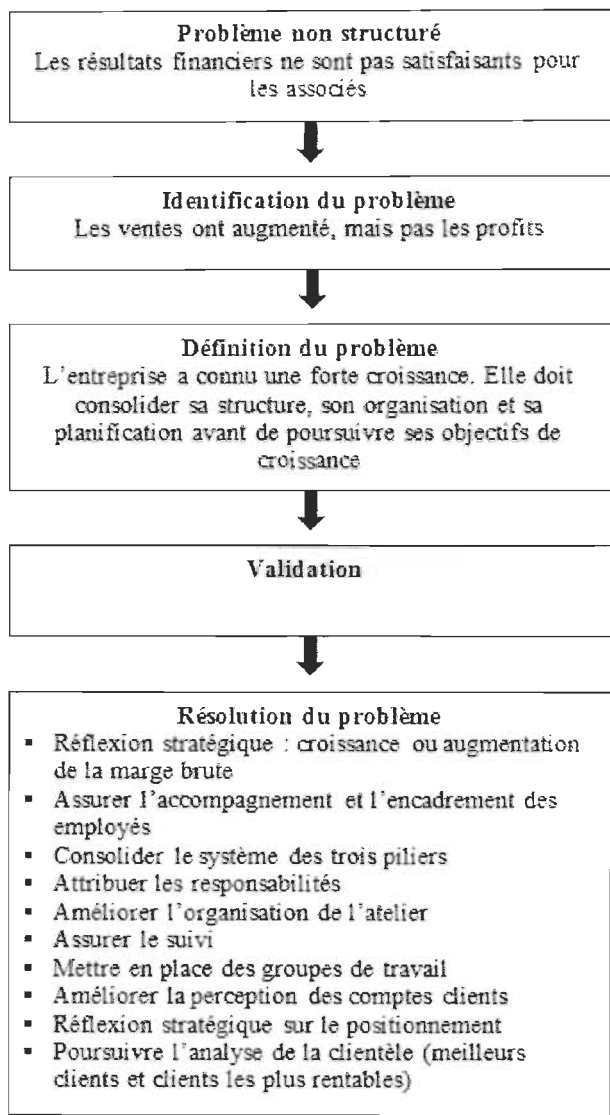 Problème non structuré
Les résultats financiers ne sont pas satisfaisants pour
les associés
Identification du problème
Les ventes ont augmenté, mais pas les profits
Définition du problème
L'entreprise a connu une forte croissance. Elle doit
consolider sa structure, son organisation et sa
planification avant de poursuivre ses objectifs de
croissance
Validation
Résolution du problème
▪ Réflexion stratégique : croissance ou augmentation
de la marge brute
▪ Assurer l'accompagnement et l'encadrement des
employés
▪ Consolider le système des trois piliers
▪ Attribuer les responsabilités
▪ Améliorer l'organisation de l'atelier
▪ Assurer le suivi
▪ Mettre en place des groupes de travail
▪ Améliorer la perception des comptes clients
▪ Réflexion stratégique sur le positionnement
▪ Poursuivre l'analyse de la clientèle (meilleurs
clients et clients les plus rentables)